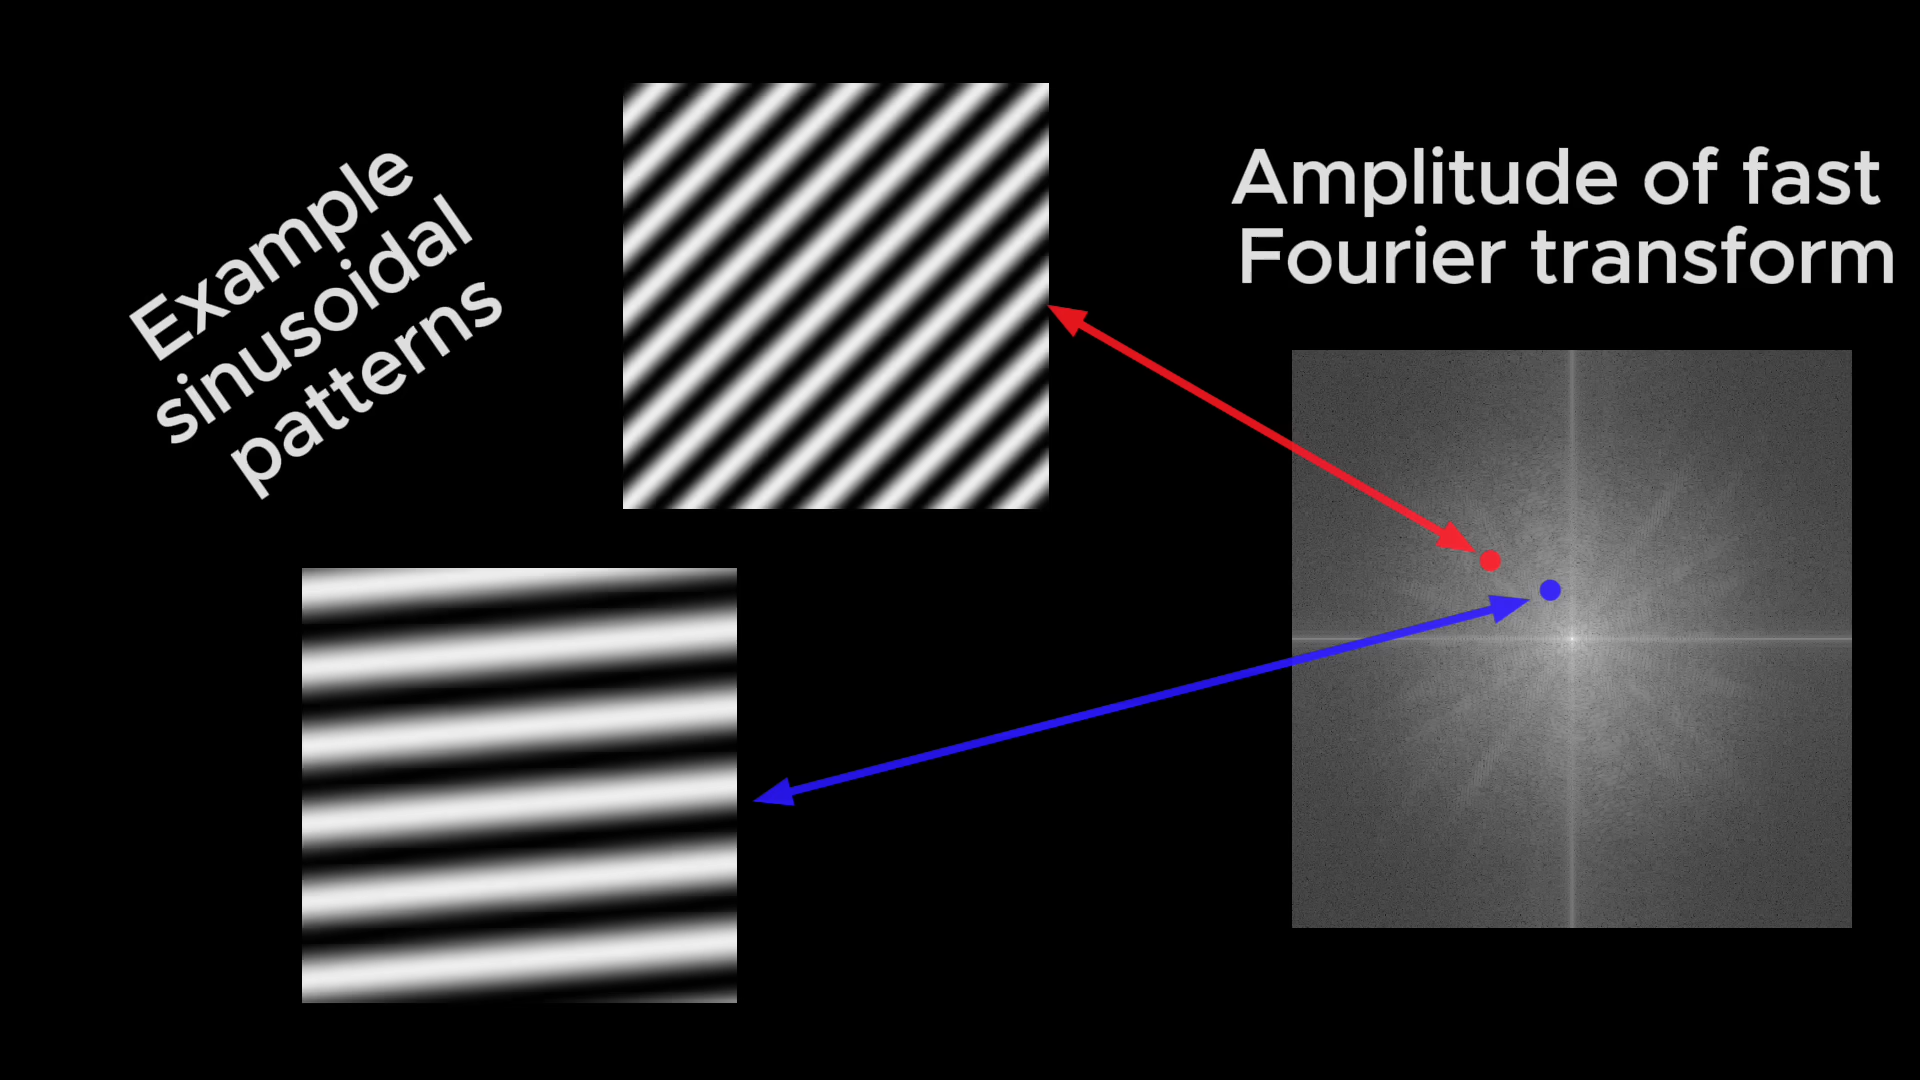 Example
sinusoidal
patterns
Amplitude of fast
Fourier transform